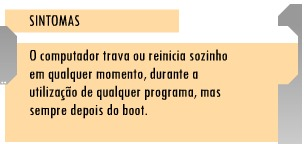 SINTOMAS
O computador trava ou reinicia sozinho
em qualquer momento, durante a
utilização de qualquer programa, mas
sempre depois do boot.